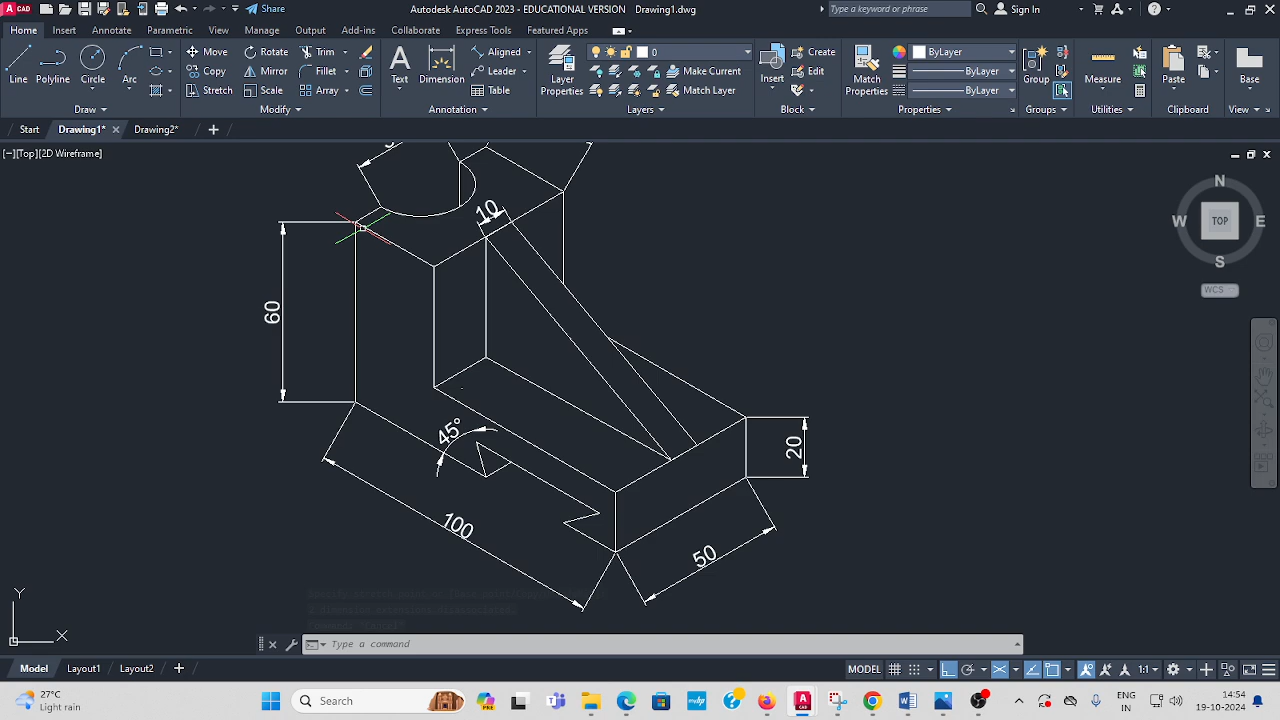 Share
Autodesk AutoCAD 2023 - EDUCATIONAL VERSION Drawing1.dwg
Type a keyword or phrase
Sign In
Home Insert Annotate Parametric View Manage Output Add-ins Collaborate Express Tools Featured Apps
Line Polyline Circle Arc
Move Rotate Trim
Copy Mirror Fillet
Stretch Scale Array
Text Dimension
Aligned
Leader
Table
Layer
Properties
0
Make Current
Match Layer
Insert
Create
Edit
Match
Properties
ByLayer
ByLayer
ByLayer
Group
Measure
Paste
Base
Draw Modify Annotation Layers Block Properties Groups Utilities Clipboard View
Start Drawing1* Drawing2*
[−][Top][2D Wireframe]
N
W TOP E
S
WCS
10
60
45°
20
100
50
Y
X
Type a command
Model Layout1 Layout2
MODEL
1:1
27°C
Light rain
Search
ENG
IN
14:54
19-10-2024